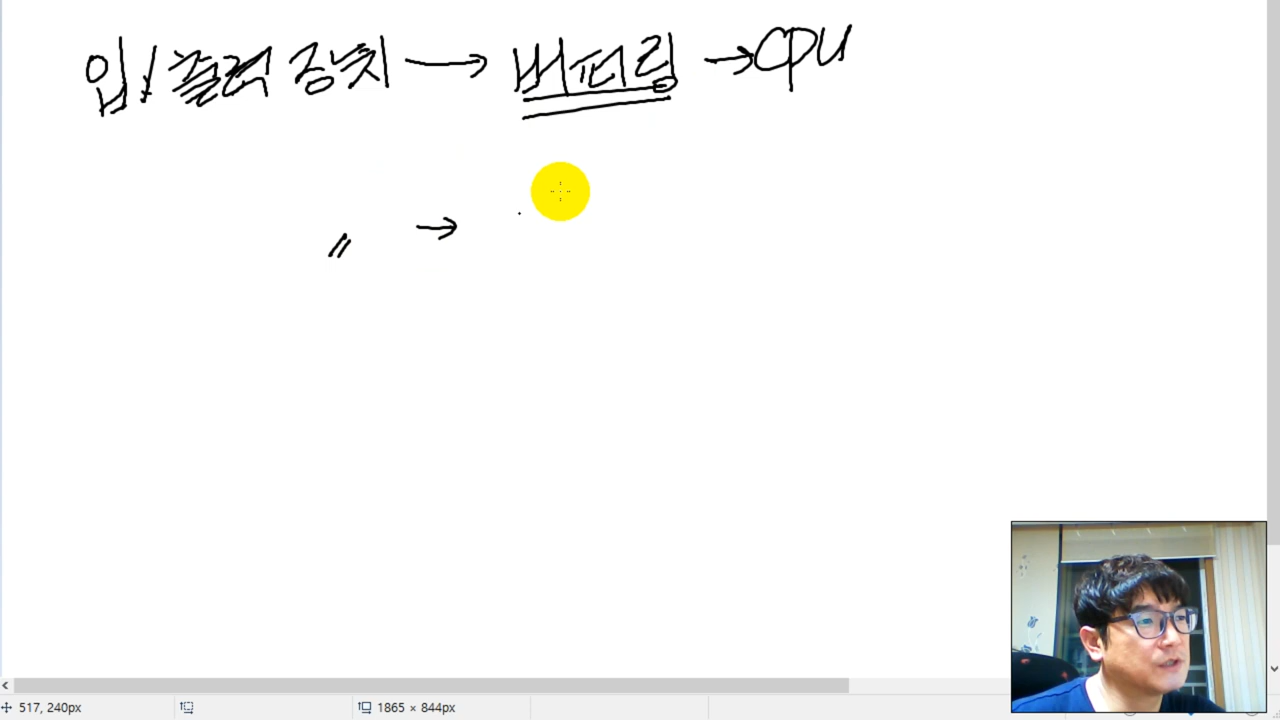 입/출력 장치 → 버퍼링 → CPU
〃 →
517, 240px 1865 × 844px